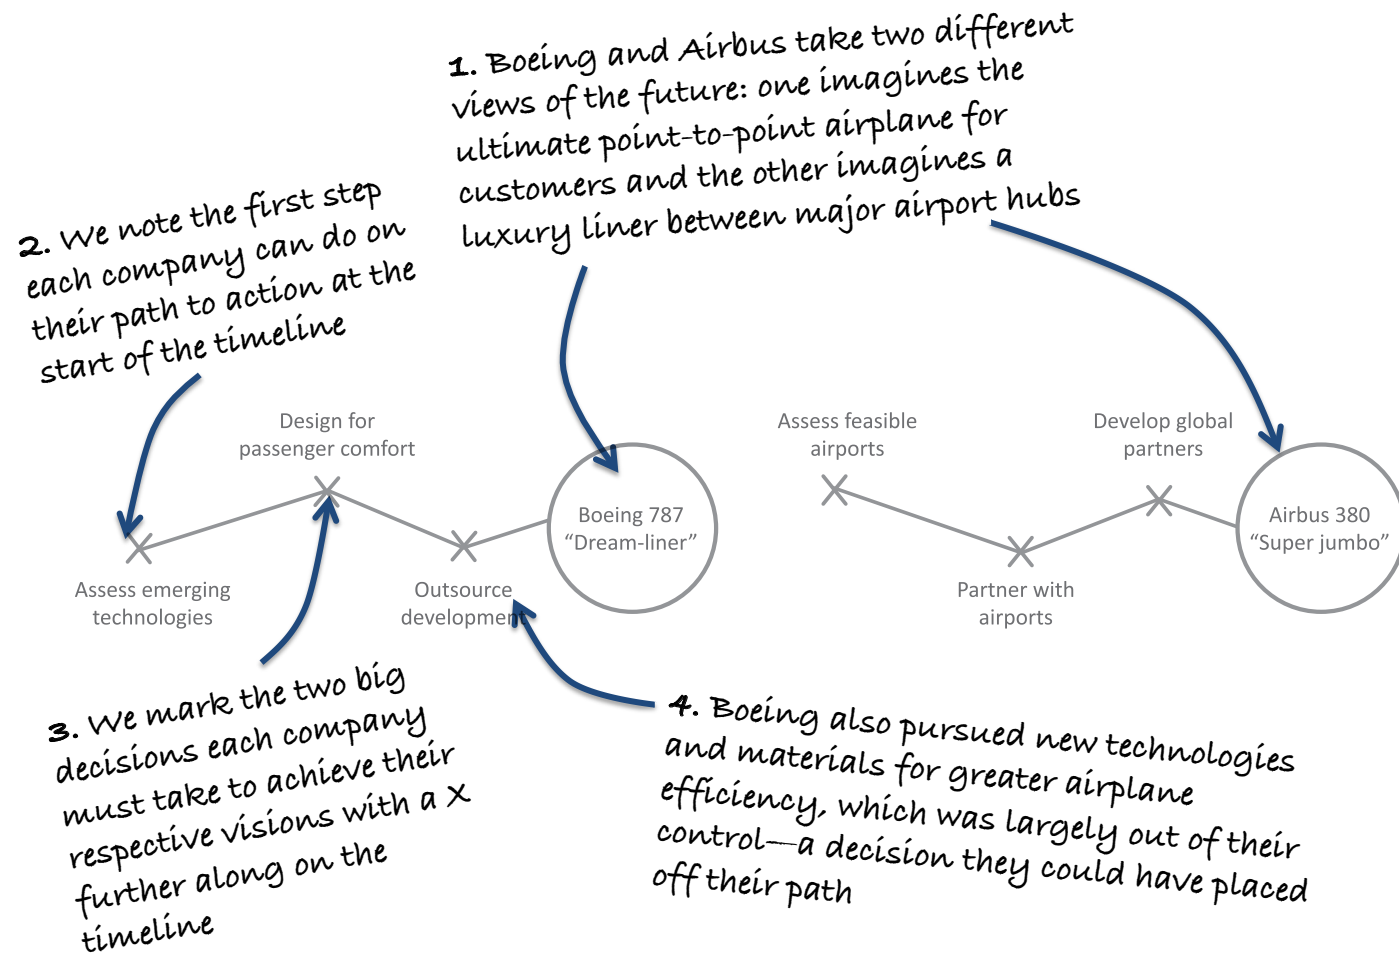 1. Boeing and Airbus take two different
views of the future: one imagines the
ultimate point-to-point airplane for
customers and the other imagines a
luxury liner between major airport hubs
2. We note the first step
each company can do on
their path to action at the
start of the timeline
Design for
passenger comfort
Assess feasible
airports
Develop global
partners
Boeing 787
“Dream-liner”
Airbus 380
“Super jumbo”
Assess emerging
technologies
Outsource
development
Partner with
airports
3. We mark the two big
decisions each company
must take to achieve their
respective visions with a x
further along on the
timeline
4. Boeing also pursued new technologies
and materials for greater airplane
efficiency, which was largely out of their
control—a decision they could have placed
off their path